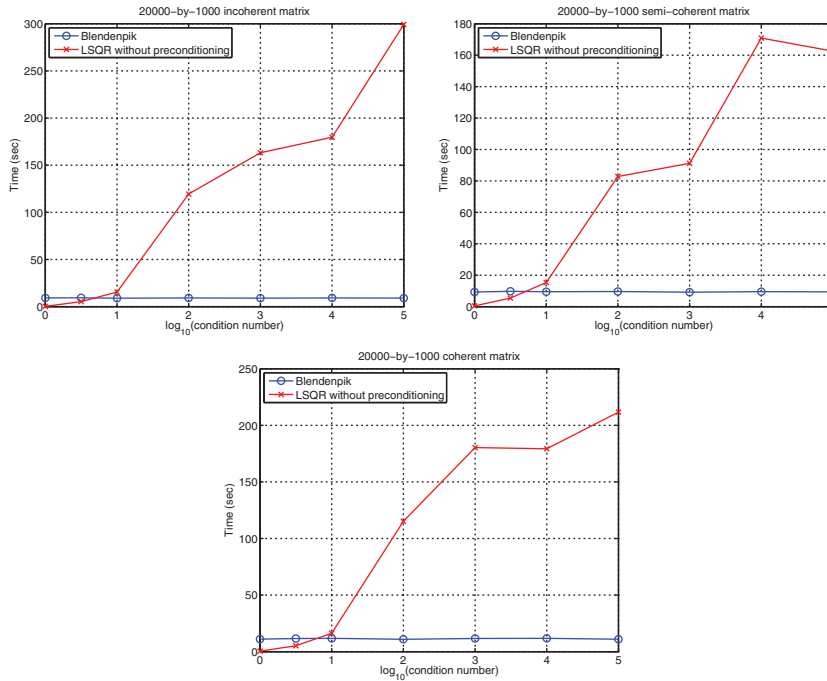 20000−by−1000 incoherent matrix
Blendenpik
LSQR without preconditioning
Time (sec)
300
250
200
150
100
50
0
0 1 2 3 4 5
log10(condition number)
20000−by−1000 semi−coherent matrix
Blendenpik
LSQR without preconditioning
Time (sec)
180
160
140
120
100
80
60
40
20
0
0 1 2 3 4
log10(condition number)
20000−by−1000 coherent matrix
Blendenpik
LSQR without preconditioning
Time (sec)
250
200
150
100
50
0
0 1 2 3 4 5
log10(condition number)